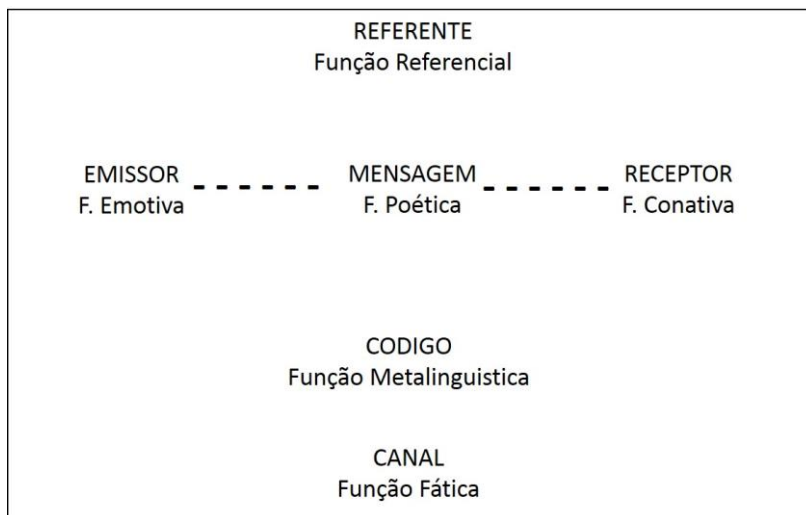 REFERENTE
Função Referencial
EMISSOR - - - - - - MENSAGEM - - - - - - RECEPTOR
F. Emotiva F. Poética F. Conativa
CODIGO
Função Metalinguistica
CANAL
Função Fática